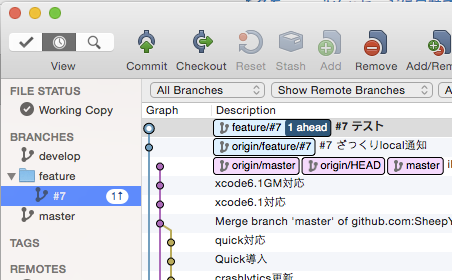 View
Commit
Checkout
Reset
Stash
Add
Remove
FILE STATUS
Working Copy
BRANCHES
develop
feature
#7 1↑
master
TAGS
REMOTES
All Branches
Show Remote Branches
Graph Description
feature/#7 1 ahead #7 テスト
origin/feature/#7 #7 ざっくりlocal通知
origin/master origin/HEAD master
xcode6.1GM対応
xcode6.1対応
Merge branch 'master' of github.com:SheepY
quick対応
Quick導入
crashlytics更新